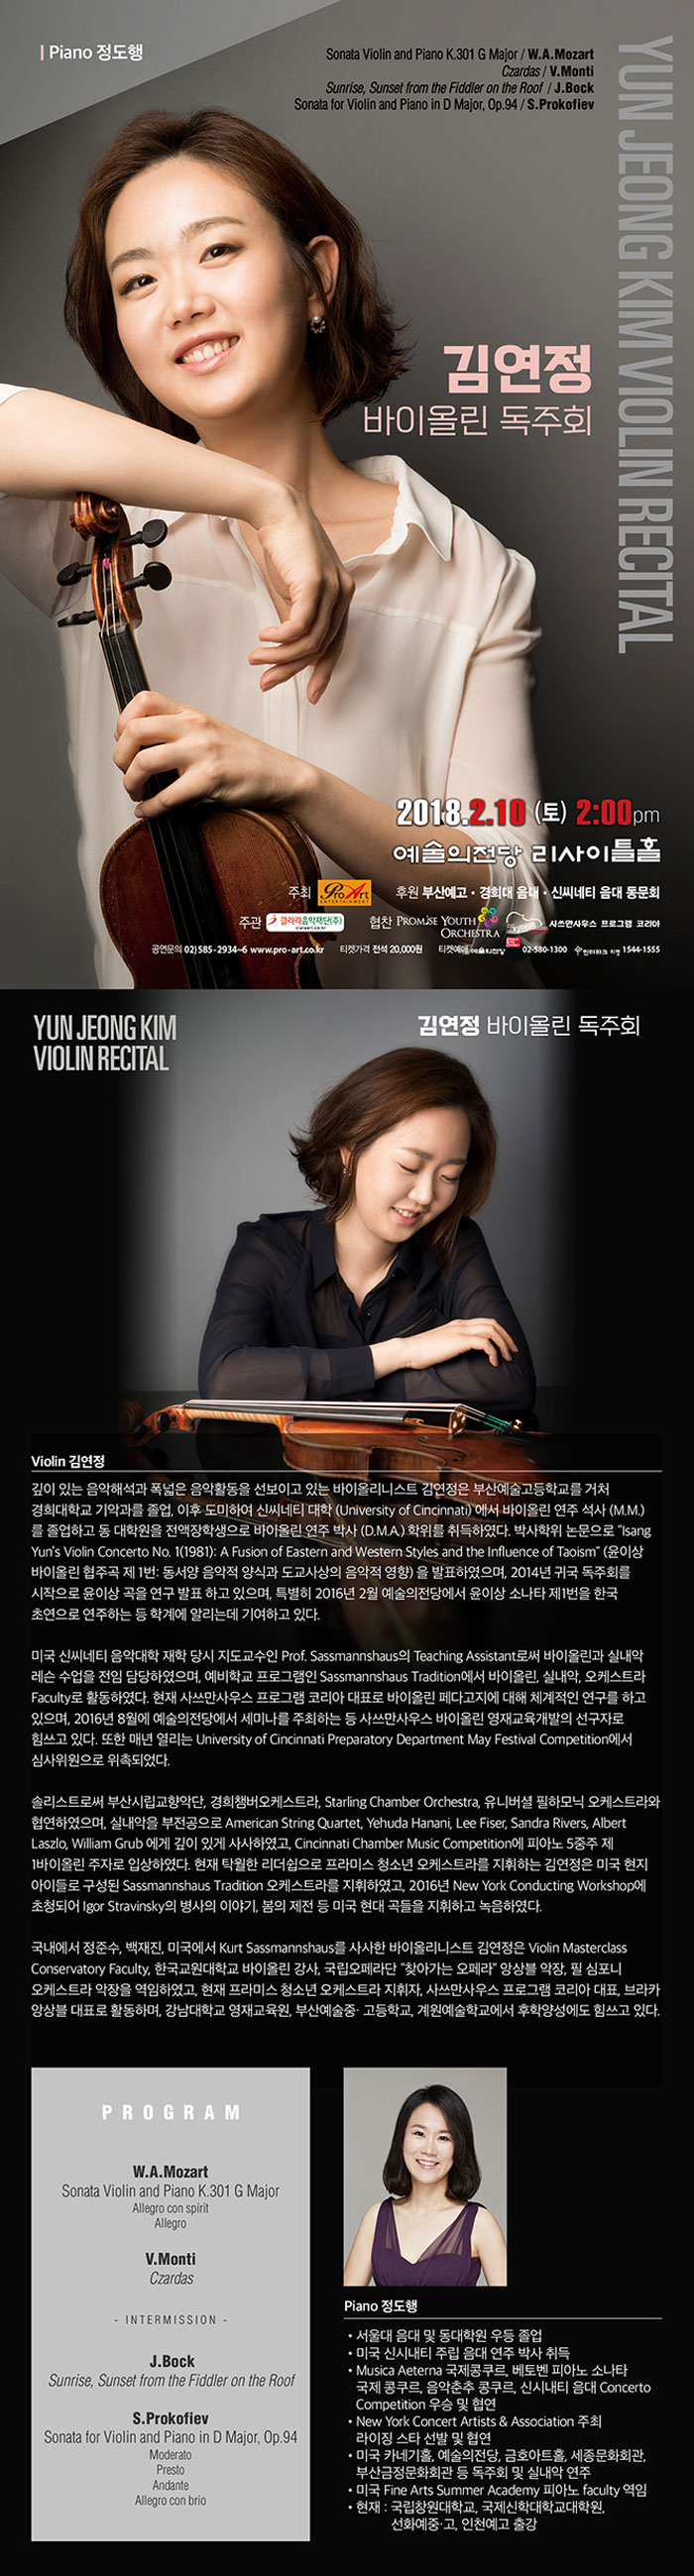 Piano 정도행
Sonata Violin and Piano K.301 G Major / W.A.Mozart
Czardas / V.Monti
Sunrise, Sunset from the Fiddler on the Roof / J.Bock
Sonata for Violin and Piano in D Major, Op.94 / S.Prokofiev
YUN JEONG KIM VIOLIN RECITAL
김연정
바이올린 독주회
2018.2.10 (토) 2:00pm
예술의전당 리사이틀홀
주최 ProArt ENTERTAINMENT 후원 부산예고 · 경희대 음대 · 신씨네티 음대 동문회
주관 클라라음악재단(주) 협찬 PROMISE YOUTH ORCHESTRA 사쓰만사우스 프로그램 코리아
공연문의 02)585-2934~6 www.pro-art.co.kr 티켓가격 전석 20,000원 티켓예매 예술의전당 02-580-1300 인터파크 티켓 1544-1555
YUN JEONG KIM
VIOLIN RECITAL
김연정 바이올린 독주회
Violin 김연정
깊이 있는 음악해석과 폭넓은 음악활동을 선보이고 있는 바이올리니스트 김연정은 부산예술고등학교를 거쳐
경희대학교 기악과를 졸업, 이후 도미하여 신씨네티 대학 (University of Cincinnati) 에서 바이올린 연주 석사 (M.M.)
를 졸업하고 동 대학원을 전액장학생으로 바이올린 연주 박사 (D.M.A.) 학위를 취득하였다. 박사학위 논문으로 "Isang
Yun's Violin Concerto No. 1(1981): A Fusion of Eastern and Western Styles and the Influence of Taoism" (윤이상
바이올린 협주곡 제 1번: 동서양 음악적 양식과 도교사상의 음악적 영향) 을 발표하였으며, 2014년 귀국 독주회를
시작으로 윤이상 곡을 연구 발표 하고 있으며, 특별히 2016년 2월 예술의전당에서 윤이상 소나타 제1번을 한국
초연으로 연주하는 등 학계에 알리는데 기여하고 있다.
미국 신씨네티 음악대학 재학 당시 지도교수인 Prof. Sassmannshaus의 Teaching Assistant로써 바이올린과 실내악
레슨 수업을 전임 담당하였으며, 예비학교 프로그램인 Sassmannshaus Tradition에서 바이올린, 실내악, 오케스트라
Faculty로 활동하였다. 현재 사쓰만사우스 프로그램 코리아 대표로 바이올린 페다고지에 대해 체계적인 연구를 하고
있으며, 2016년 8월에 예술의전당에서 세미나를 주최하는 등 사쓰만사우스 바이올린 영재교육개발의 선구자로
힘쓰고 있다. 또한 매년 열리는 University of Cincinnati Preparatory Department May Festival Competition에서
심사위원으로 위촉되었다.
솔리스트로써 부산시립교향악단, 경희챔버오케스트라, Starling Chamber Orchestra, 유니버셜 필하모닉 오케스트라와
협연하였으며, 실내악을 부전공으로 American String Quartet, Yehuda Hanani, Lee Fiser, Sandra Rivers, Albert
Laszlo, William Grub 에게 깊이 있게 사사하였고, Cincinnati Chamber Music Competition에 피아노 5중주 제
1바이올린 주자로 입상하였다. 현재 탁월한 리더쉽으로 프라미스 청소년 오케스트라를 지휘하는 김연정은 미국 현지
아이들로 구성된 Sassmannshaus Tradition 오케스트라를 지휘하였고, 2016년 New York Conducting Workshop에
초청되어 Igor Stravinsky의 병사의 이야기, 봄의 제전 등 미국 현대 곡들을 지휘하고 녹음하였다.
국내에서 정준수, 백재진, 미국에서 Kurt Sassmannshaus를 사사한 바이올리니스트 김연정은 Violin Masterclass
Conservatory Faculty, 한국교원대학교 바이올린 강사, 국립오페라단 "찾아가는 오페라" 앙상블 악장, 필 심포니
오케스트라 악장을 역임하였고, 현재 프라미스 청소년 오케스트라 지휘자, 사쓰만사우스 프로그램 코리아 대표, 브라카
앙상블 대표로 활동하며, 강남대학교 영재교육원, 부산예술중· 고등학교, 계원예술학교에서 후학양성에도 힘쓰고 있다.
PROGRAM
W.A.Mozart
Sonata Violin and Piano K.301 G Major
Allegro con spirit
Allegro
V.Monti
Czardas
- INTERMISSION -
J.Bock
Sunrise, Sunset from the Fiddler on the Roof
S.Prokofiev
Sonata for Violin and Piano in D Major, Op.94
Moderato
Presto
Andante
Allegro con brio
Piano 정도행
• 서울대 음대 및 동대학원 우등 졸업
• 미국 신시내티 주립 음대 연주 박사 취득
• Musica Aeterna 국제콩쿠르, 베토벤 피아노 소나타
국제 콩쿠르, 음악춘추 콩쿠르, 신시내티 음대 Concerto
Competition 우승 및 협연
• New York Concert Artists & Association 주최
라이징 스타 선발 및 협연
• 미국 카네기홀, 예술의전당, 금호아트홀, 세종문화회관,
부산금정문화회관 등 독주회 및 실내악 연주
• 미국 Fine Arts Summer Academy 피아노 faculty 역임
• 현재 : 국립창원대학교, 국제신학대학교대학원,
선화예중·고, 인천예고 출강